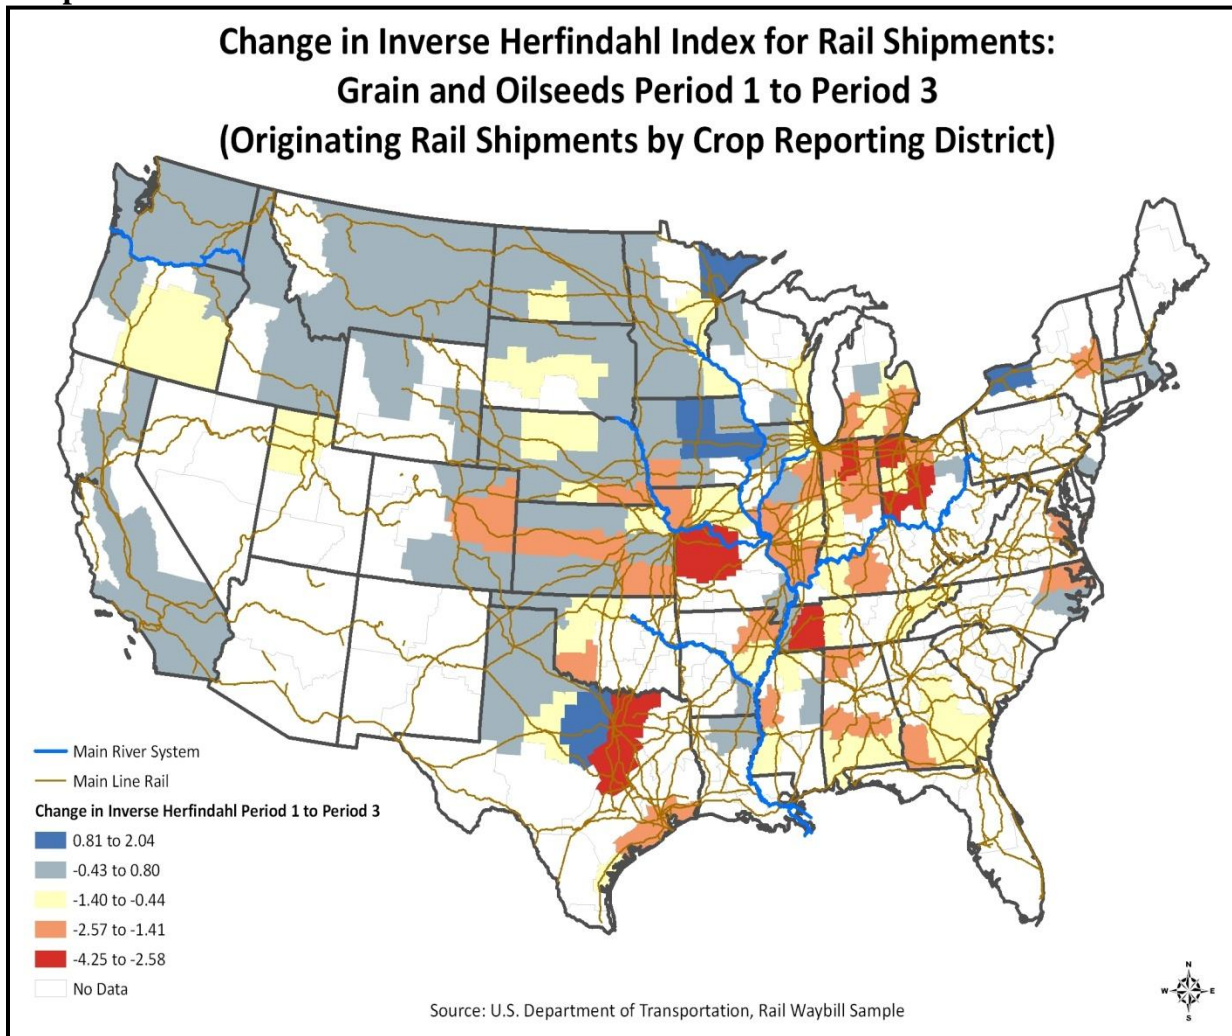 Change in Inverse Herfindahl Index for Rail Shipments:
Grain and Oilseeds Period 1 to Period 3
(Originating Rail Shipments by Crop Reporting District)
Main River System
Main Line Rail
Change in Inverse Herfindahl Period 1 to Period 3
0.81 to 2.04
-0.43 to 0.80
-1.40 to -0.44
-2.57 to -1.41
-4.25 to -2.58
No Data
Source: U.S. Department of Transportation, Rail Waybill Sample
N
W E
S